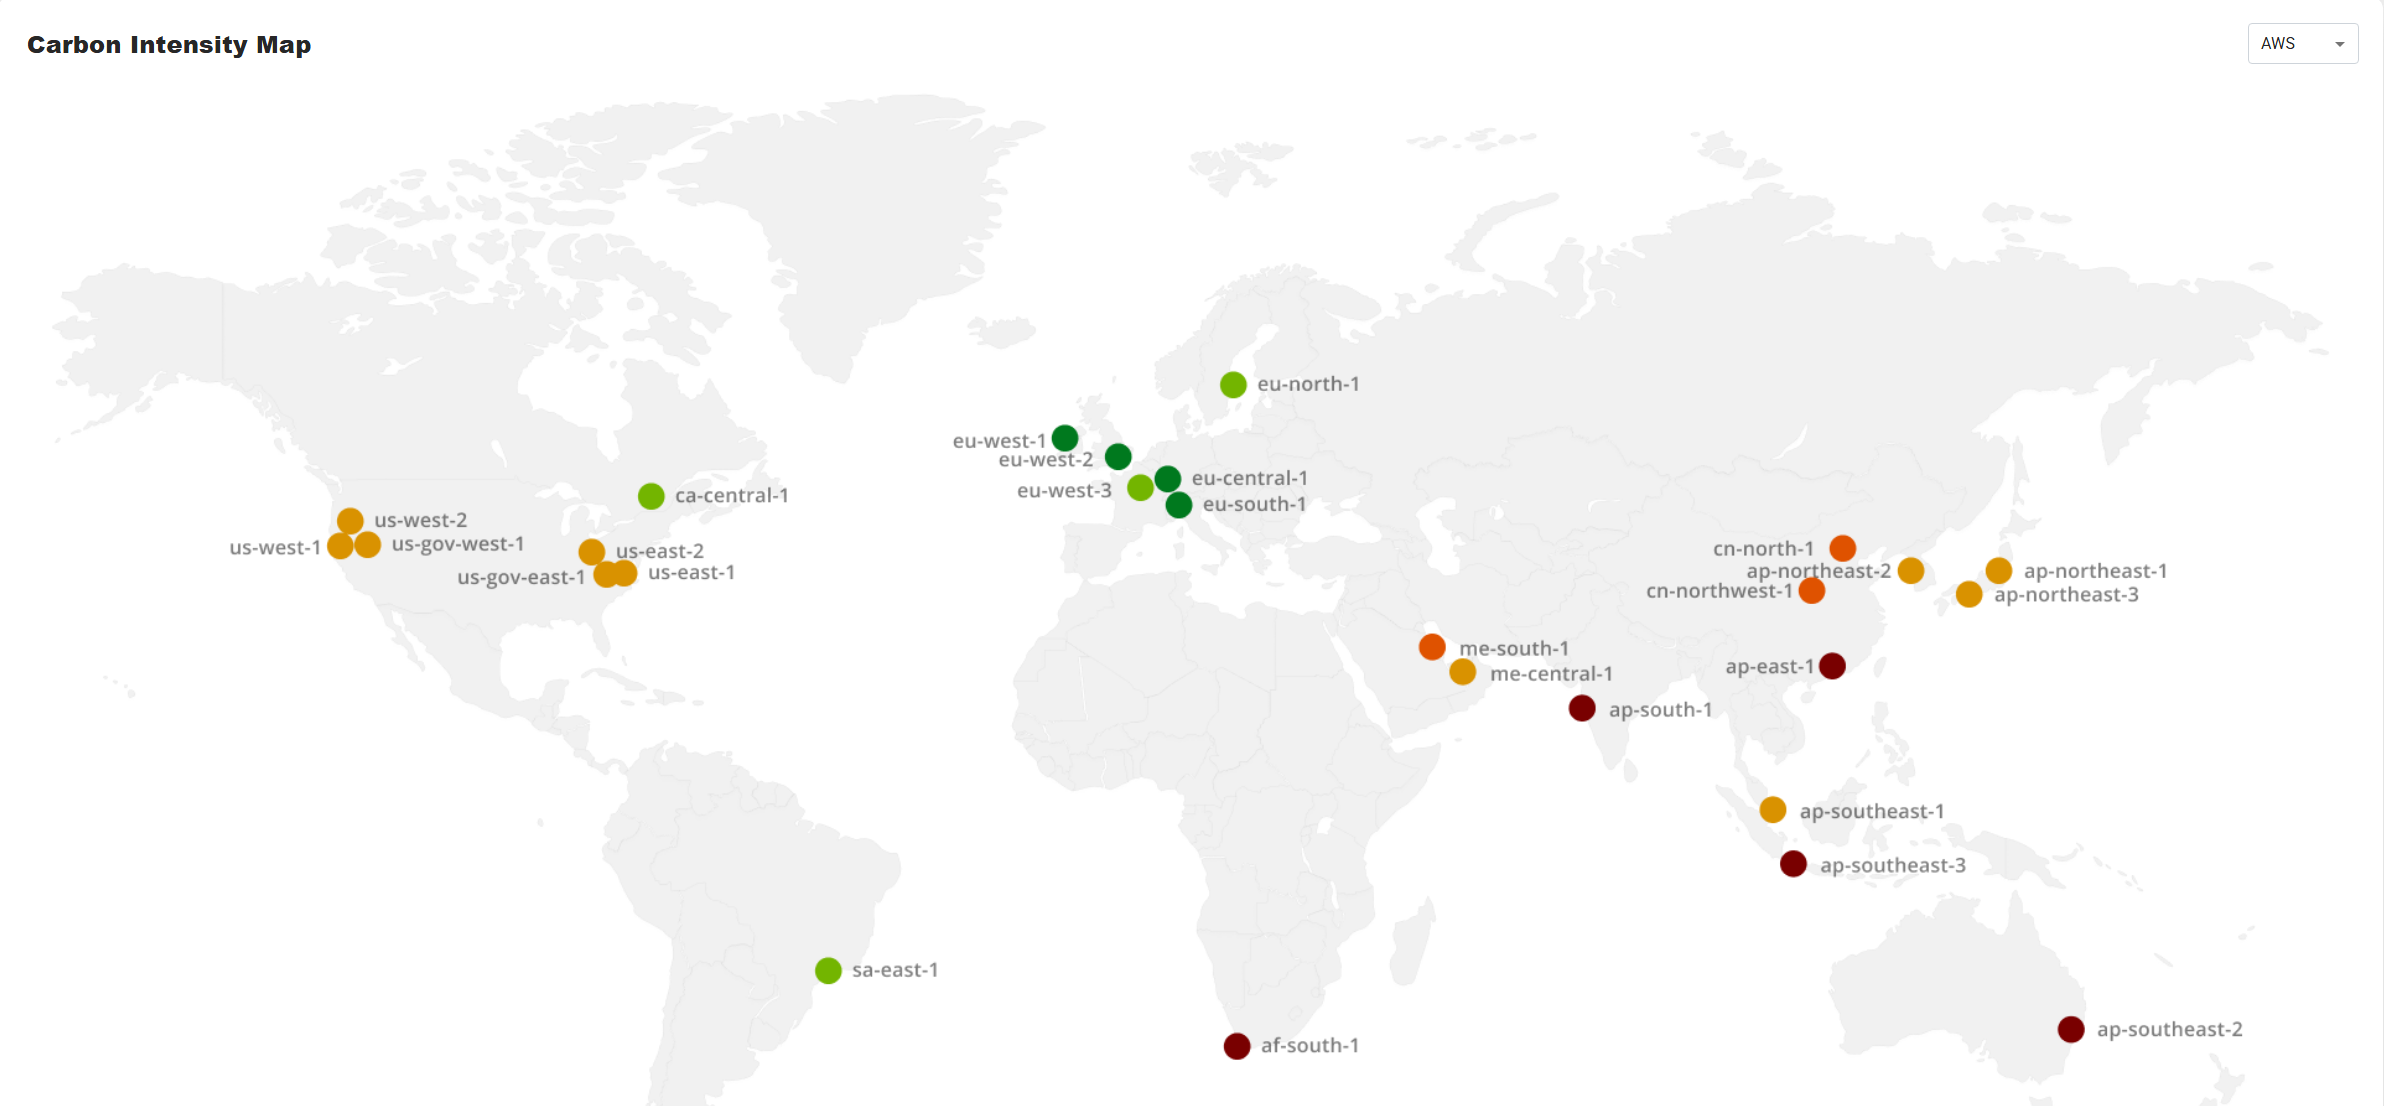 Carbon Intensity Map
AWS
eu-north-1
eu-west-1
eu-west-2
eu-central-1
eu-west-3
eu-south-1
ca-central-1
us-west-2
us-west-1
us-gov-west-1
us-east-2
us-gov-east-1
us-east-1
cn-north-1
ap-northeast-2
ap-northeast-1
cn-northwest-1
ap-northeast-3
me-south-1
me-central-1
ap-east-1
ap-south-1
ap-southeast-1
ap-southeast-3
sa-east-1
ap-southeast-2
af-south-1